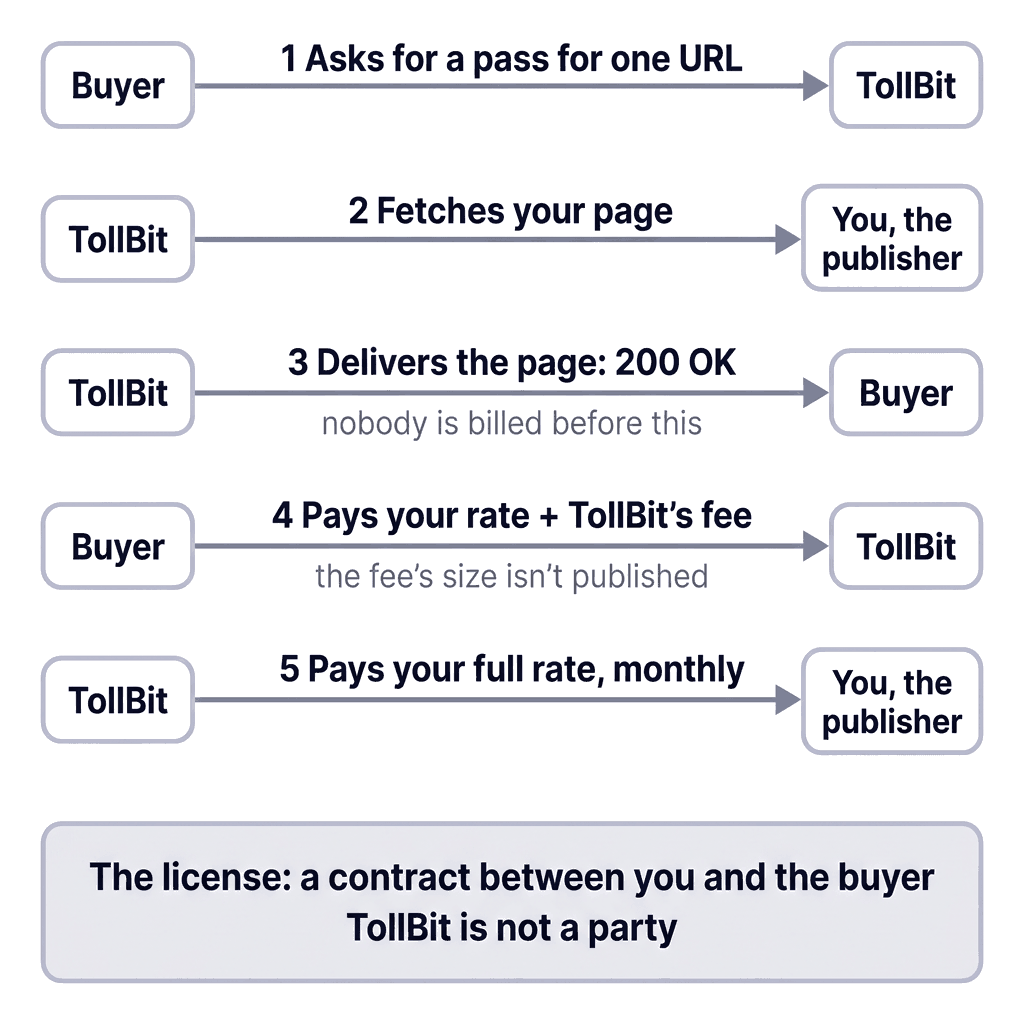 Buyer
1 Asks for a pass for one URL
TollBit
TollBit
2 Fetches your page
You, the
publisher
TollBit
3 Delivers the page: 200 OK
nobody is billed before this
Buyer
Buyer
4 Pays your rate + TollBit’s fee
the fee’s size isn’t published
TollBit
TollBit
5 Pays your full rate, monthly
You, the
publisher
The license: a contract between you and the buyer
TollBit is not a party